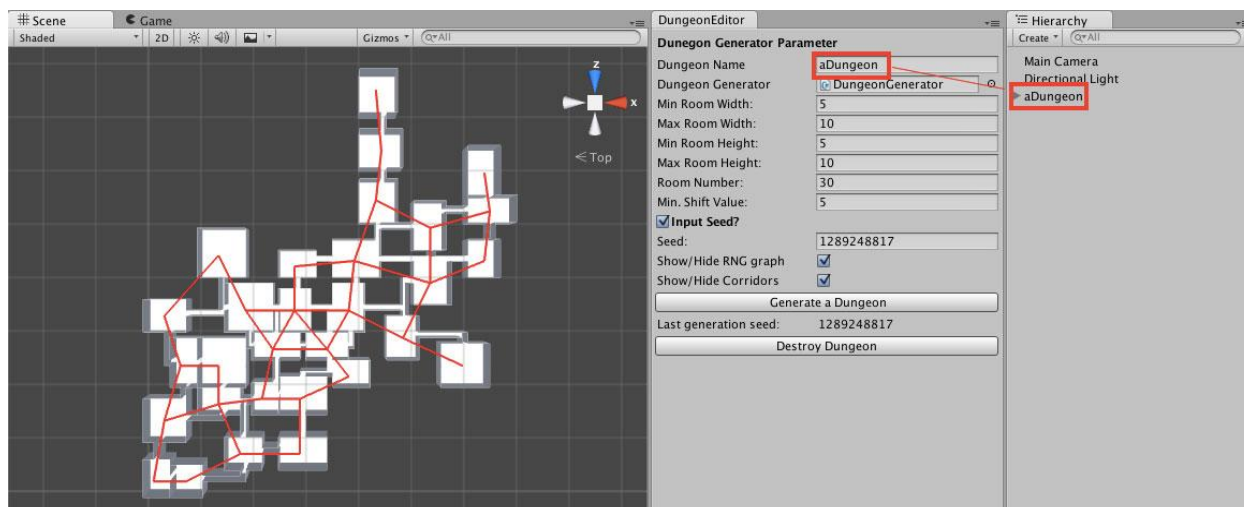 Scene Game
Shaded 2D Gizmos All
z
x
Top
DungeonEditor
Dunegon Generator Parameter
Dungeon Name aDungeon
Dungeon Generator DungeonGenerator
Min Room Width: 5
Max Room Width: 10
Min Room Height: 5
Max Room Height: 10
Room Number: 30
Min. Shift Value: 5
Input Seed?
Seed: 1289248817
Show/Hide RNG graph
Show/Hide Corridors
Generate a Dungeon
Last generation seed: 1289248817
Destroy Dungeon
Hierarchy
Create All
Main Camera
Directional Light
aDungeon